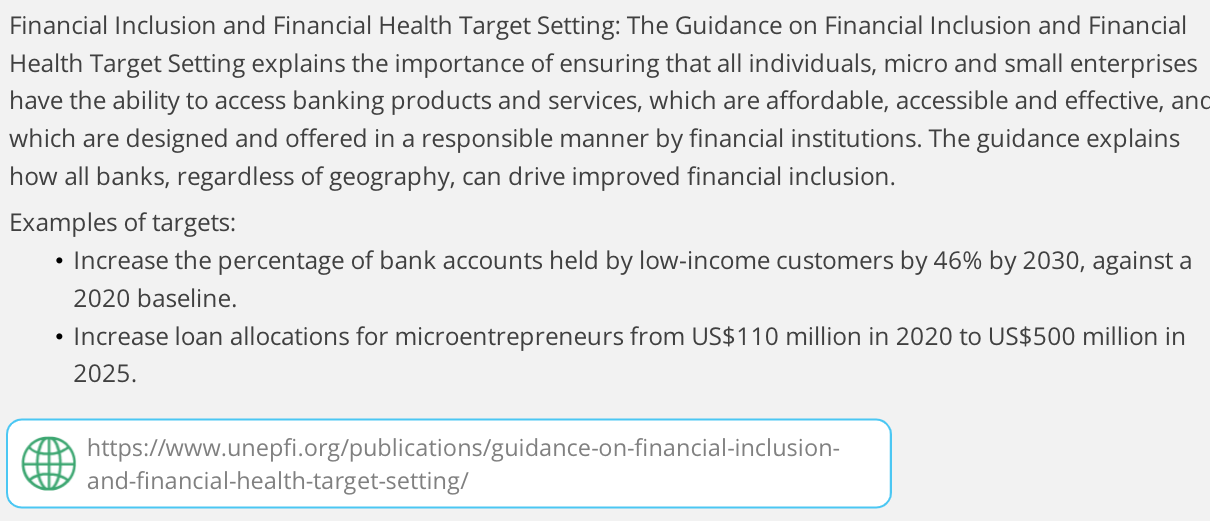 Financial Inclusion and Financial Health Target Setting: The Guidance on Financial Inclusion and Financial
Health Target Setting explains the importance of ensuring that all individuals, micro and small enterprises
have the ability to access banking products and services, which are affordable, accessible and effective, and
which are designed and offered in a responsible manner by financial institutions. The guidance explains
how all banks, regardless of geography, can drive improved financial inclusion.
Examples of targets:
• Increase the percentage of bank accounts held by low-income customers by 46% by 2030, against a
2020 baseline.
• Increase loan allocations for microentrepreneurs from US$110 million in 2020 to US$500 million in
2025.
https://www.unepfi.org/publications/guidance-on-financial-inclusion-
and-financial-health-target-setting/